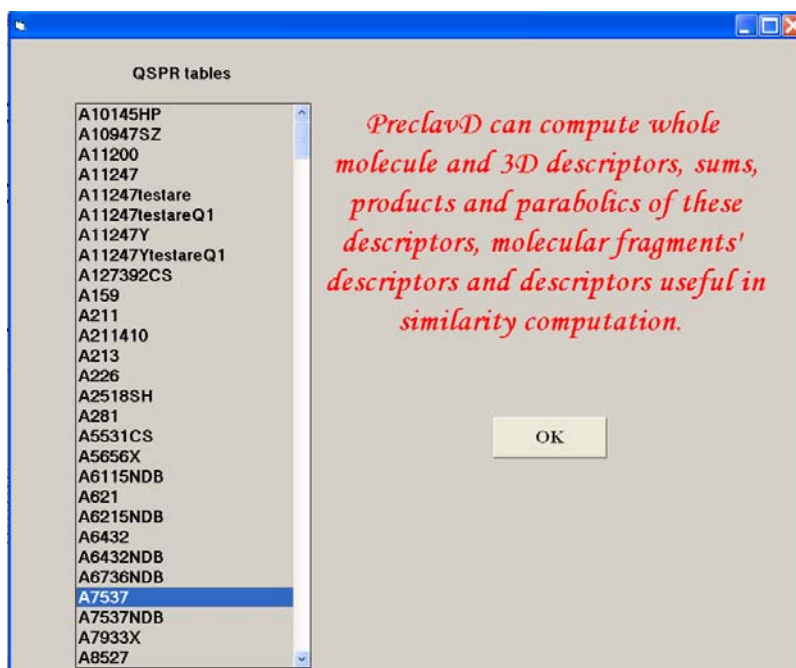 QSPR tables
A10145HP
A10947SZ
A11200
A11247
A11247testare
A11247testareQ1
A11247Y
A11247YtestareQ1
A127392CS
A159
A211
A211410
A213
A226
A2518SH
A281
A5531CS
A5656X
A6115NDB
A621
A6215NDB
A6432
A6432NDB
A6736NDB
A7537
A7537NDB
A7933X
A8527
PreclavD can compute whole
molecule and 3D descriptors, sums,
products and parabolics of these
descriptors, molecular fragments'
descriptors and descriptors useful in
similarity computation.
OK